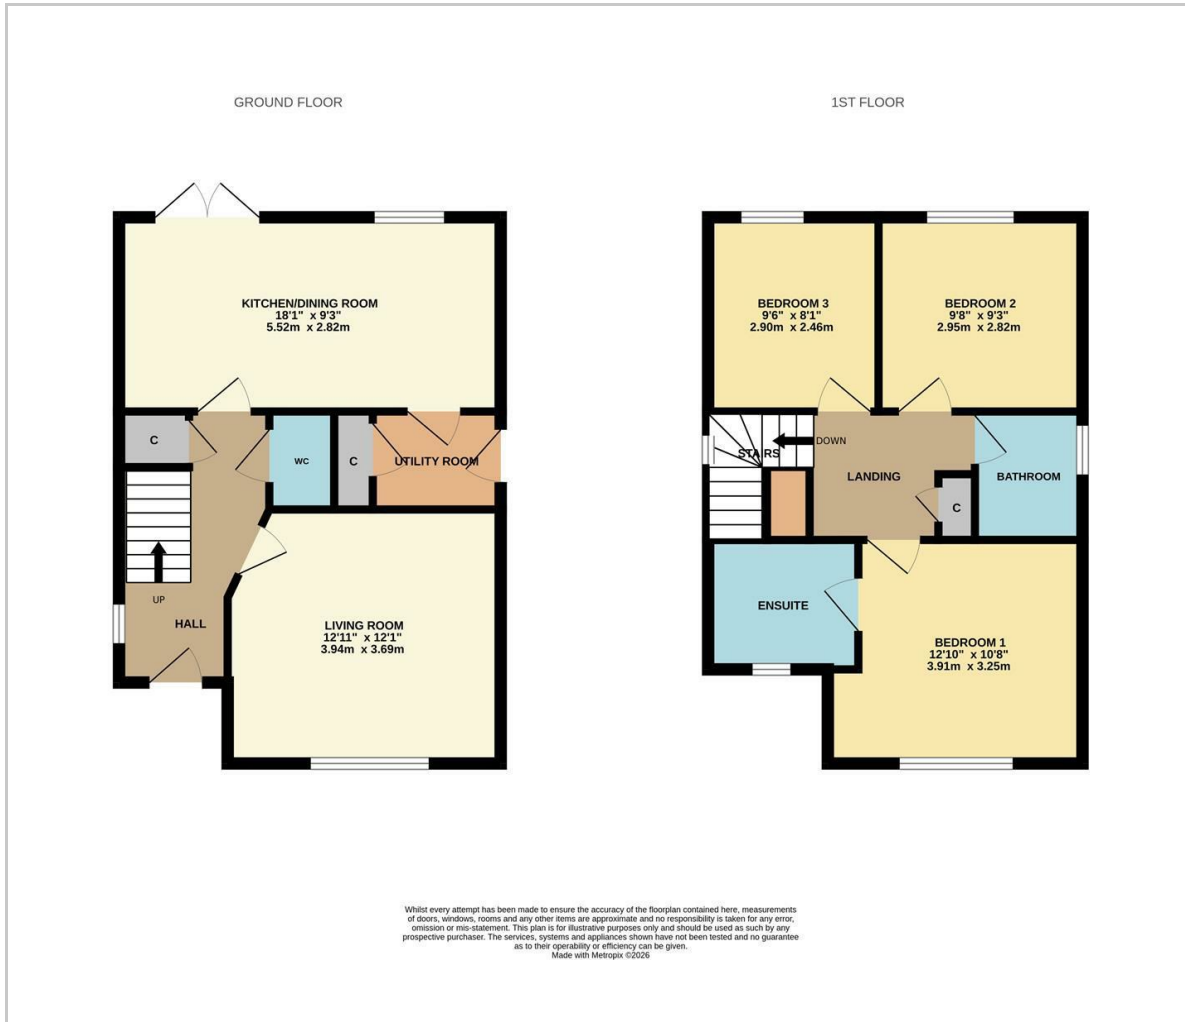 GROUND FLOOR
KITCHEN/DINING ROOM
18'1" x 9'3"
5.52m x 2.82m
C
WC
C
UTILITY ROOM
UP
HALL
LIVING ROOM
12'11" x 12'1"
3.94m x 3.69m
1ST FLOOR
BEDROOM 3
9'6" x 8'1"
2.90m x 2.46m
BEDROOM 2
9'8" x 9'3"
2.95m x 2.82m
DOWN
STAIRS
LANDING
BATHROOM
C
ENSUITE
BEDROOM 1
12'10" x 10'8"
3.91m x 3.25m
Whilst every attempt has been made to ensure the accuracy of the floorplan contained here, measurements
of doors, windows, rooms and any other items are approximate and no responsibility is taken for any error,
omission or mis-statement. This plan is for illustrative purposes only and should be used as such by any
prospective purchaser. The services, systems and appliances shown have not been tested and no guarantee
as to their operability or efficiency can be given.
Made with Metropix ©2026